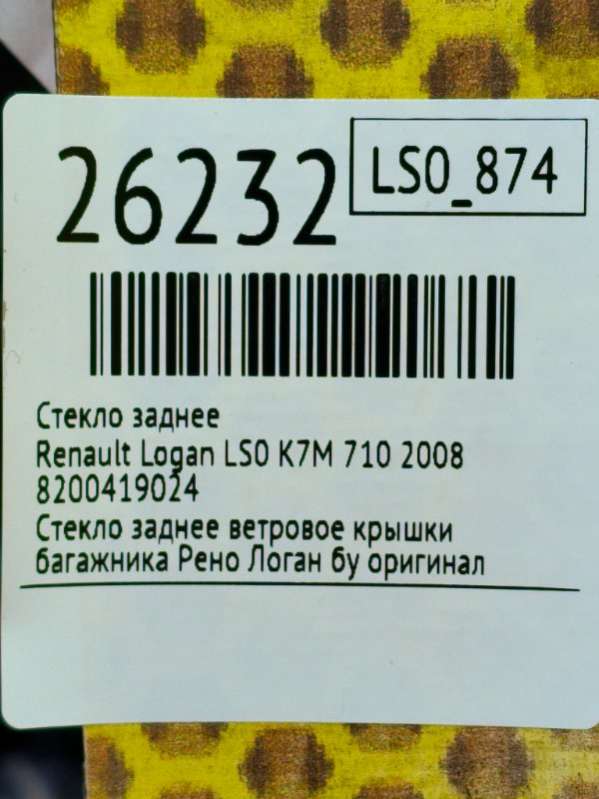 26232
LS0_874
Стекло заднее
Renault Logan LS0 K7M 710 2008
8200419024
Стекло заднее ветровое крышки
багажника Рено Логан бу оригинал